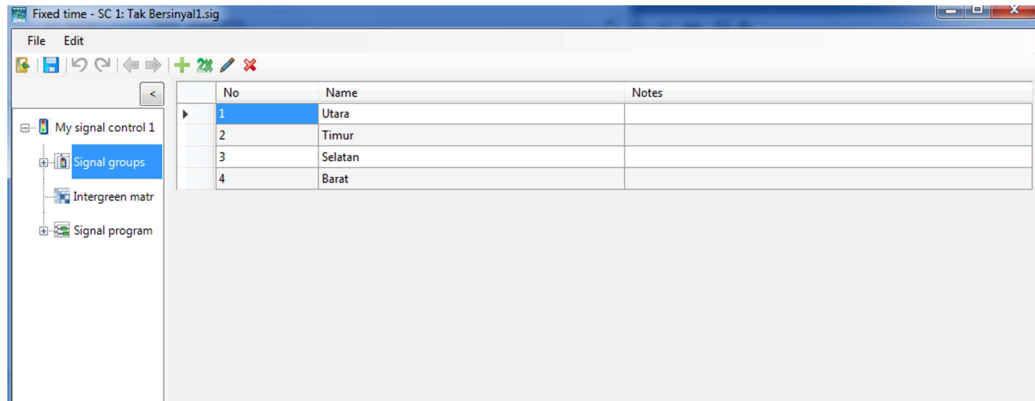 Fixed time - SC 1: Tak Bersinyal1.sig
File Edit
<
No Name Notes
My signal control 1
1 Utara
2 Timur
Signal groups
3 Selatan
4 Barat
Intergreen matr
Signal program